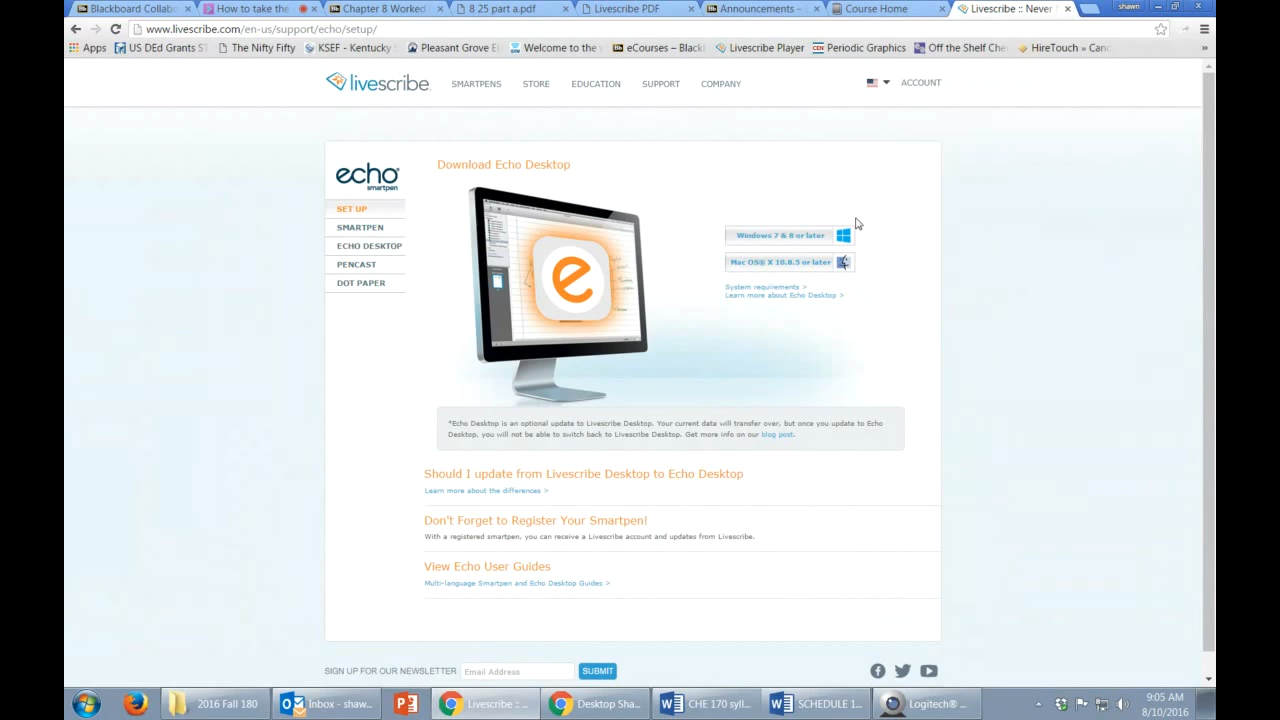 Blackboard Collab
How to take the
Chapter 8 Worked
8 25 part a.pdf
Livescribe PDF
Announcements –
Course Home
Livescribe :: Never
shawn
www.livescribe.com/en-us/support/echo/setup/
Apps
US DEd Grants ST
The Nifty Fifty
KSEF - Kentucky
Pleasant Grove El
Welcome to the
eCourses – Black
Livescribe Player
Periodic Graphics
Off the Shelf Che
HireTouch » Can
livescribe
SMARTPENS
STORE
EDUCATION
SUPPORT
COMPANY
ACCOUNT
echo
smartpen
SET UP
SMARTPEN
ECHO DESKTOP
PENCAST
DOT PAPER
Download Echo Desktop
e
Windows 7 & 8 or later
Mac OS® X 10.8.5 or later
System requirements >
Learn more about Echo Desktop >
*Echo Desktop is an optional update to Livescribe Desktop. Your current data will transfer over, but once you update to Echo
Desktop, you will not be able to switch back to Livescribe Desktop. Get more info on our blog post.
Should I update from Livescribe Desktop to Echo Desktop
Learn more about the differences >
Don't Forget to Register Your Smartpen!
With a registered smartpen, you can receive a Livescribe account and updates from Livescribe.
View Echo User Guides
Multi-language Smartpen and Echo Desktop Guides >
SIGN UP FOR OUR NEWSLETTER
Email Address
SUBMIT
2016 Fall 180
Inbox - shaw...
Livescribe :: ...
Desktop Sha...
CHE 170 syll...
SCHEDULE 1...
Logitech® ...
9:05 AM
8/10/2016